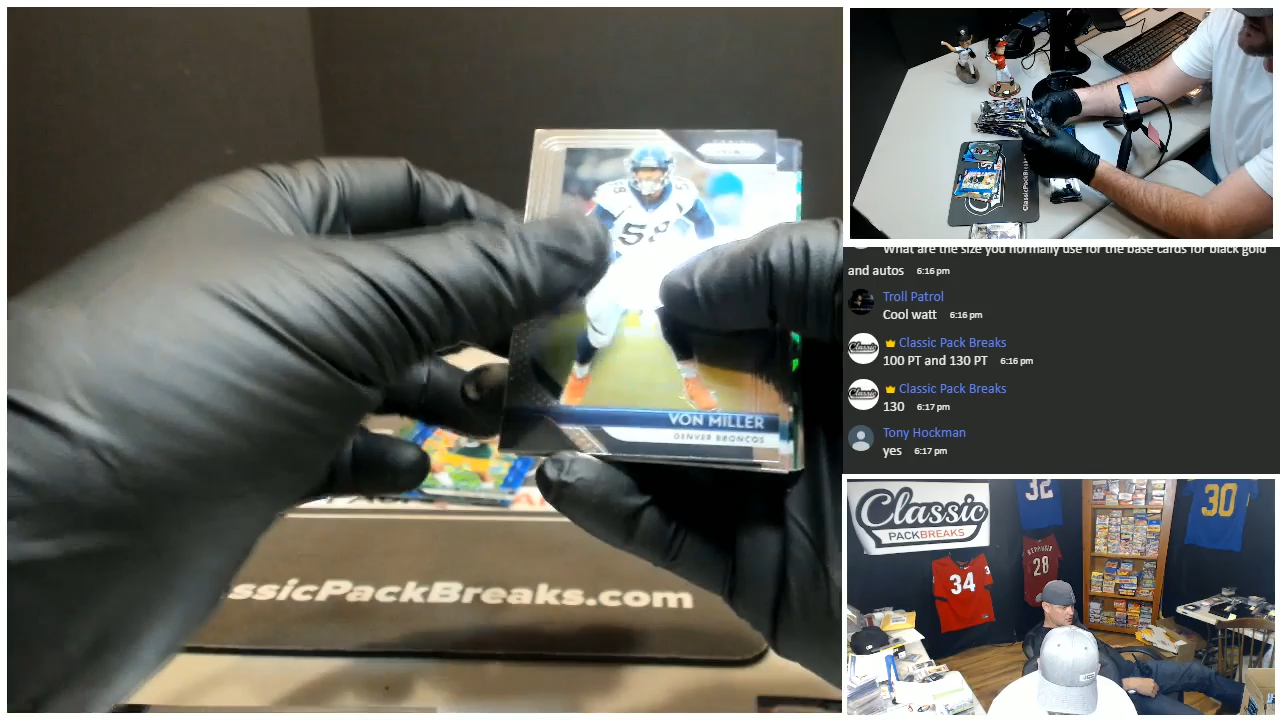 58
VON MILLER
DENVER BRONCOS
ssicPackBreaks.com
What are the size you normally use for the base cards for black gold
and autos 6:16 pm
Troll Patrol
Cool watt 6:16 pm
Classic Pack Breaks
100 PT and 130 PT 6:16 pm
Classic Pack Breaks
130 6:17 pm
Tony Hockman
yes 6:17 pm
Classic
PACKBREAKS
32
30
34
28